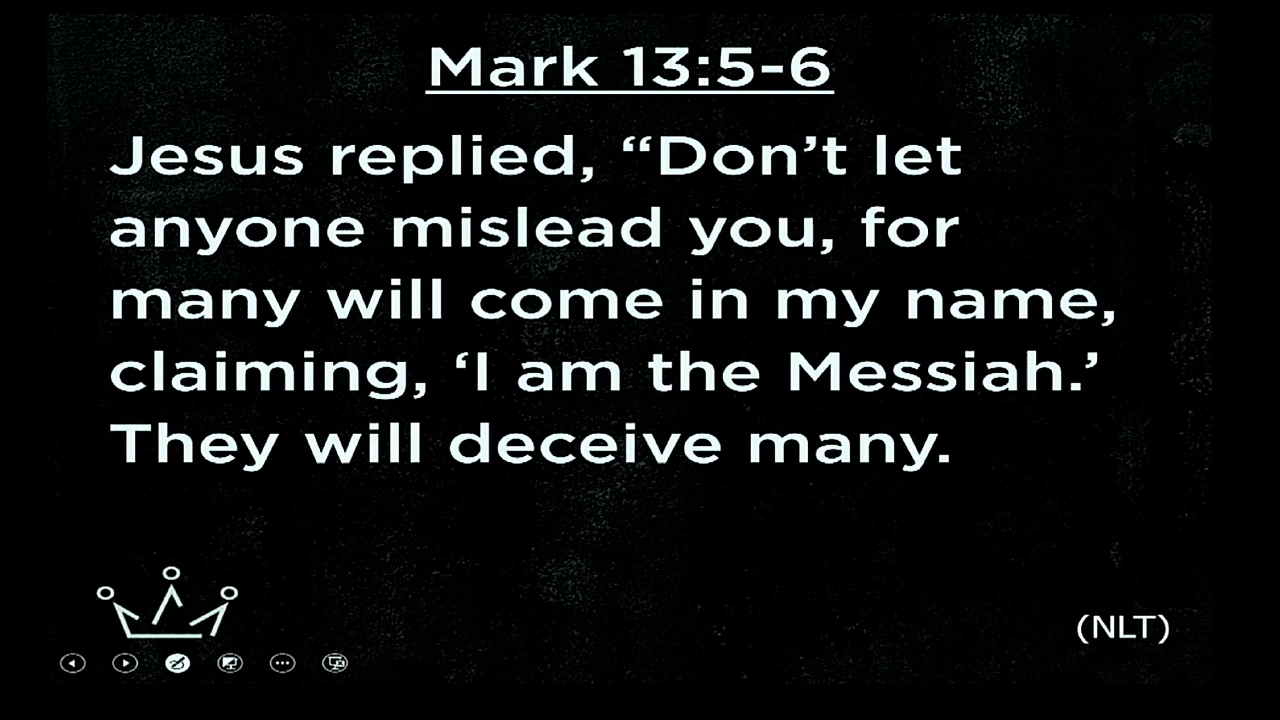 Mark 13:5-6
Jesus replied, “Don’t let
anyone mislead you, for
many will come in my name,
claiming, ‘I am the Messiah.’
They will deceive many.
(NLT)